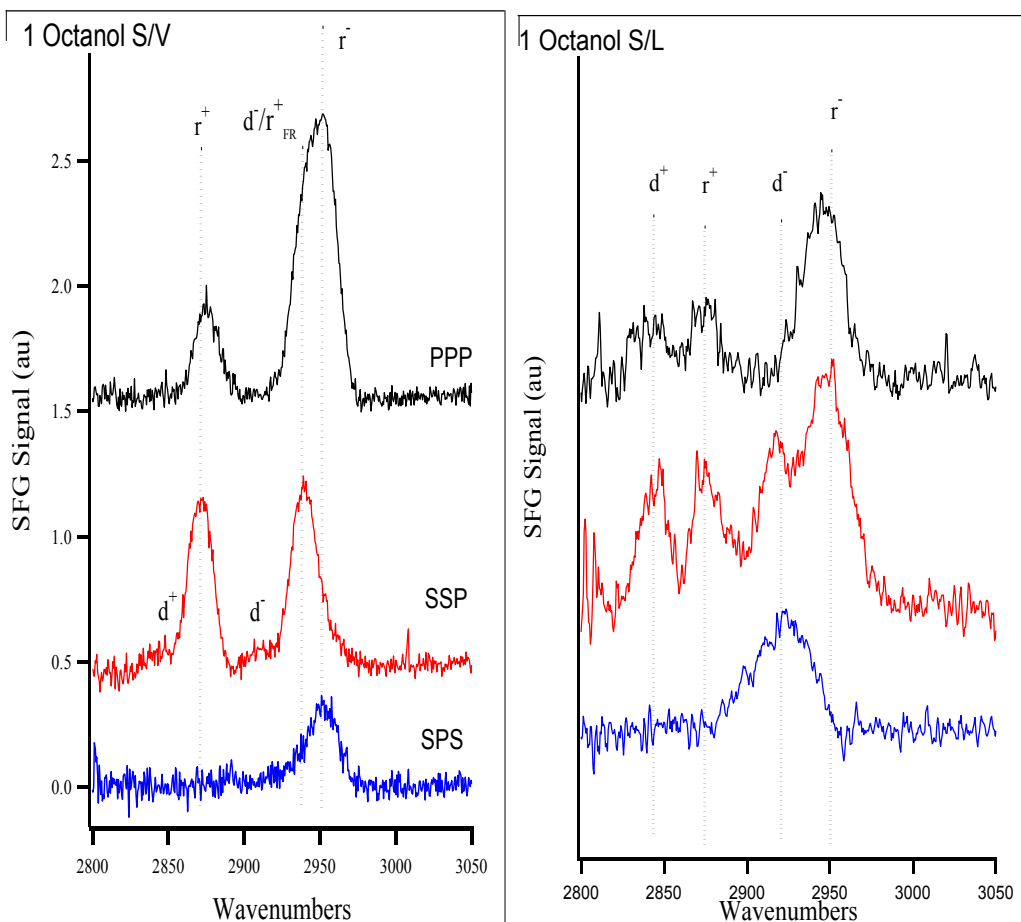 1 Octanol S/V
r⁻
d⁻/r⁺FR
r⁺
2.5
2.0
PPP
1.5
1.0
d⁺
d⁻
SSP
0.5
SPS
0.0
SFG Signal (au)
2800 2850 2900 2950 3000 3050
Wavenumbers
1 Octanol S/L
r⁻
d⁺ r⁺ d⁻
SFG Signal (au)
2800 2850 2900 2950 3000 3050
Wavenumbers